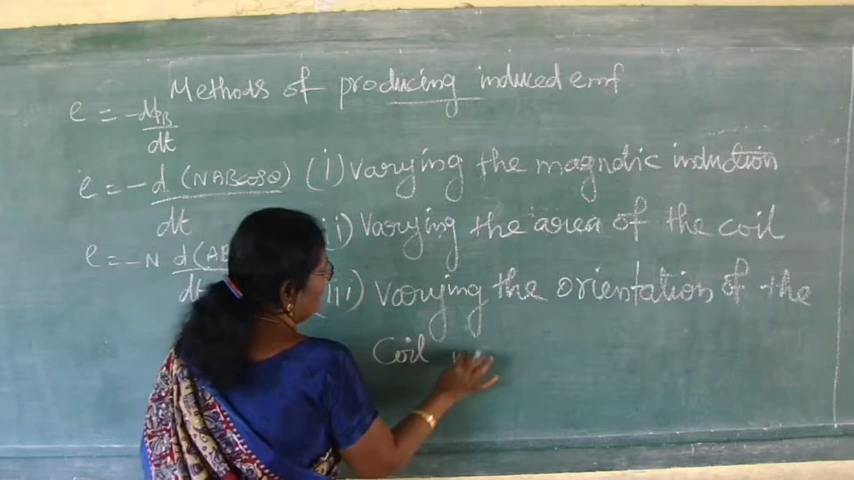 Methods of producing induced emf
e = -dφB/dt
e = - d (NABcosθ)/dt (i) Varying the magnetic induction
(ii) Varying the area of the coil
e = -N d (AB
dt
iii) Varying the orientation of the
Coil